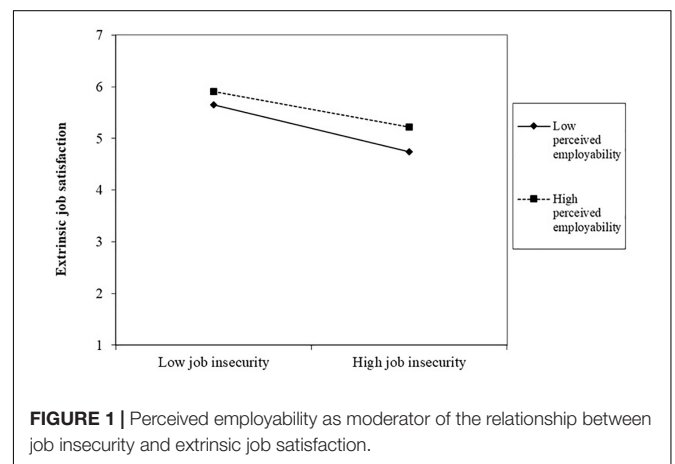 7
6
5
4
3
2
1
Extrinsic job satisfaction
Low job insecurity
High job insecurity
Low
perceived
employability
High
perceived
employability
FIGURE 1 | Perceived employability as moderator of the relationship between
job insecurity and extrinsic job satisfaction.